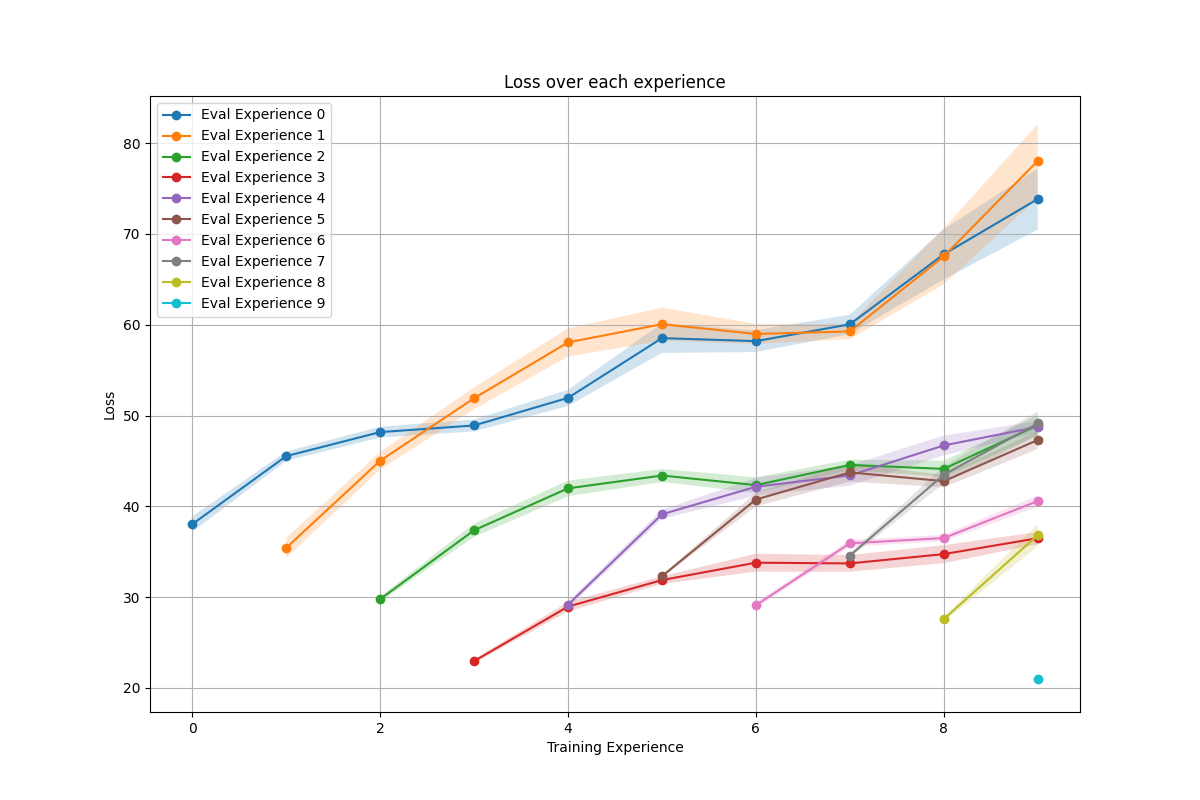 Loss over each experience
Eval Experience 0
Eval Experience 1
Eval Experience 2
Eval Experience 3
Eval Experience 4
Eval Experience 5
Eval Experience 6
Eval Experience 7
Eval Experience 8
Eval Experience 9
80
70
60
50
40
30
20
Loss
0 2 4 6 8
Training Experience